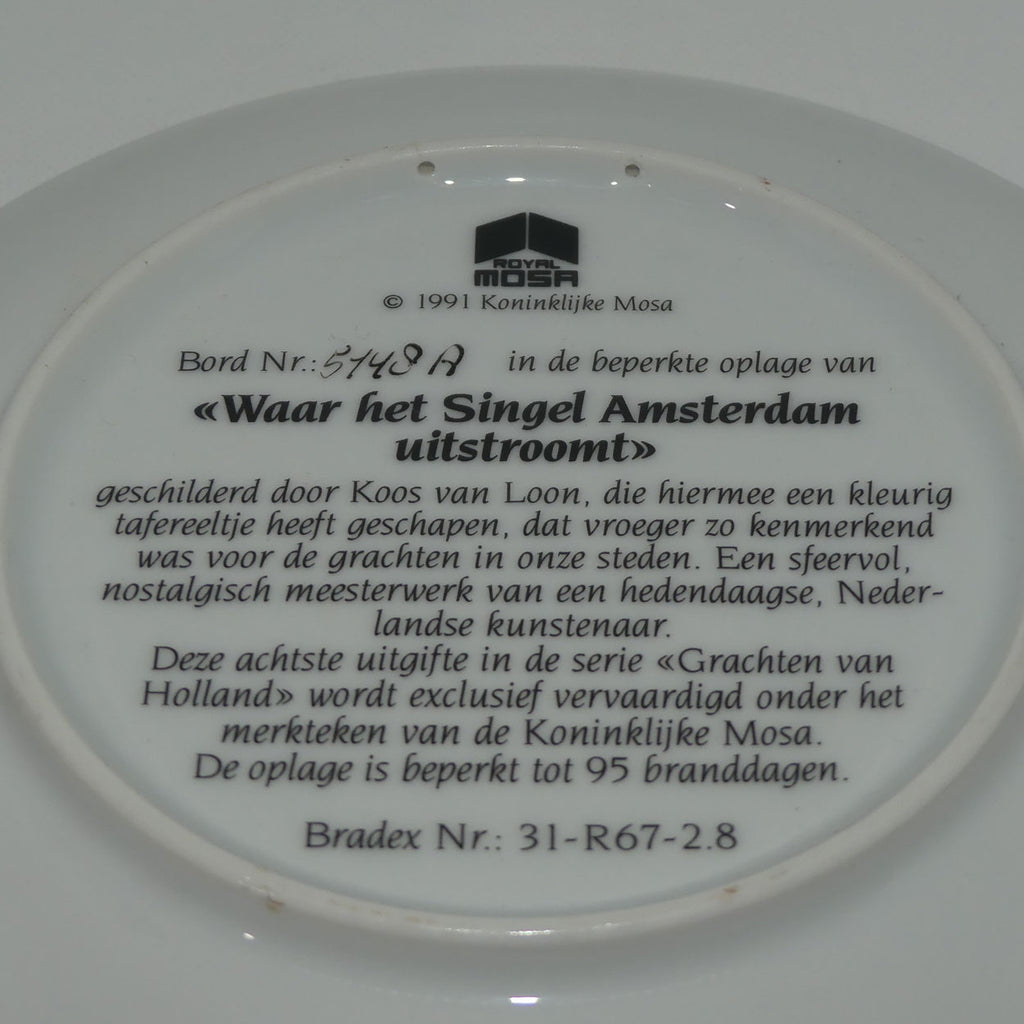 ROYAL
MOSA
© 1991 Koninklijke Mosa
Bord Nr.: 5148 A in de beperkte oplage van
«Waar het Singel Amsterdam
uitstroomt»
geschilderd door Koos van Loon, die hiermee een kleurig
tafereeltje heeft geschapen, dat vroeger zo kenmerkend
was voor de grachten in onze steden. Een sfeervol,
nostalgisch meesterwerk van een hedendaagse, Neder-
landse kunstenaar.
Deze achtste uitgifte in de serie «Grachten van
Holland» wordt exclusief vervaardigd onder het
merkteken van de Koninklijke Mosa.
De oplage is beperkt tot 95 branddagen.
Bradex Nr.: 31-R67-2.8